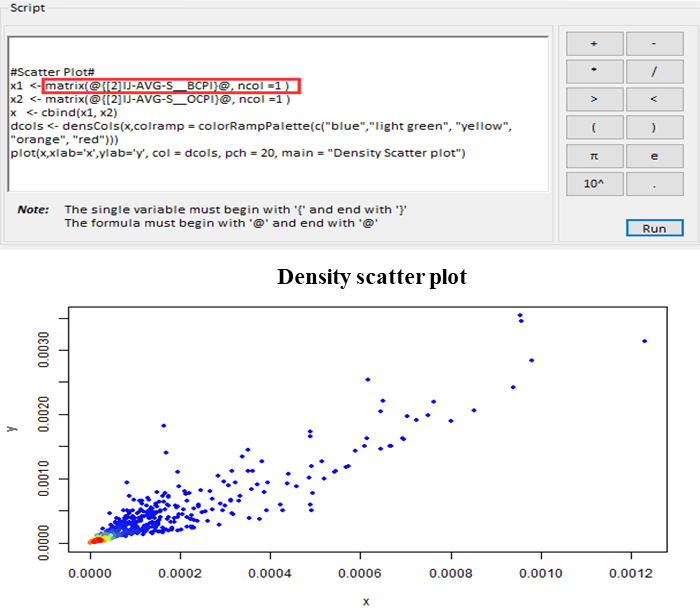 Script
#Scatter Plot#
x1 <- matrix(@{[2]IJ-AVG-S__BCPI}@, ncol =1 )
x2 <- matrix(@{[2]IJ-AVG-S__OCPI}@, ncol =1 )
x <- cbind(x1, x2)
dcols <- densCols(x,colramp = colorRampPalette(c("blue","light green", "yellow",
"orange", "red")))
plot(x,xlab='x',ylab='y', col = dcols, pch = 20, main = "Density Scatter plot")
+ -
* /
> <
( )
π e
10^ .
Note: The single variable must begin with '{' and end with '}'
The formula must begin with '@' and end with '@'
Run
Density scatter plot
y
0.0030
0.0020
0.0010
0.0000
0.0000 0.0002 0.0004 0.0006 0.0008 0.0010 0.0012
x